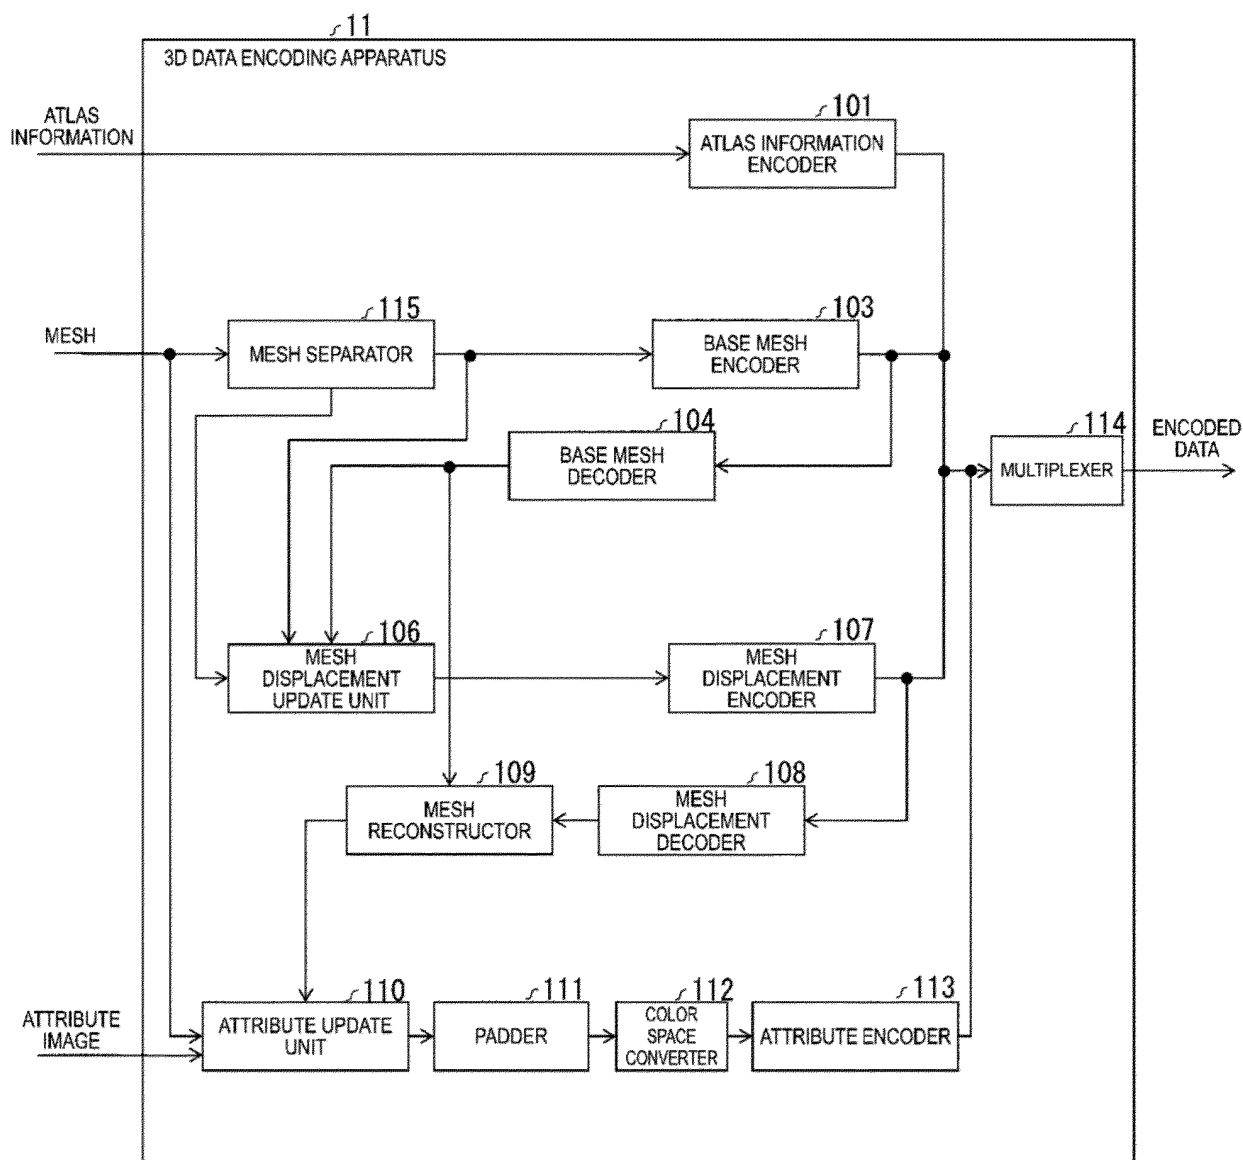 11
3D DATA ENCODING APPARATUS
ATLAS
INFORMATION
101
ATLAS INFORMATION
ENCODER
MESH
115
MESH SEPARATOR
103
BASE MESH
ENCODER
104
BASE MESH
DECODER
114
MULTIPLEXER
ENCODED
DATA
106
MESH
DISPLACEMENT
UPDATE UNIT
107
MESH
DISPLACEMENT
ENCODER
109
MESH
RECONSTRUCTOR
108
MESH
DISPLACEMENT
DECODER
ATTRIBUTE
IMAGE
110
ATTRIBUTE UPDATE
UNIT
111
PADDER
112
COLOR
SPACE
CONVERTER
113
ATTRIBUTE ENCODER